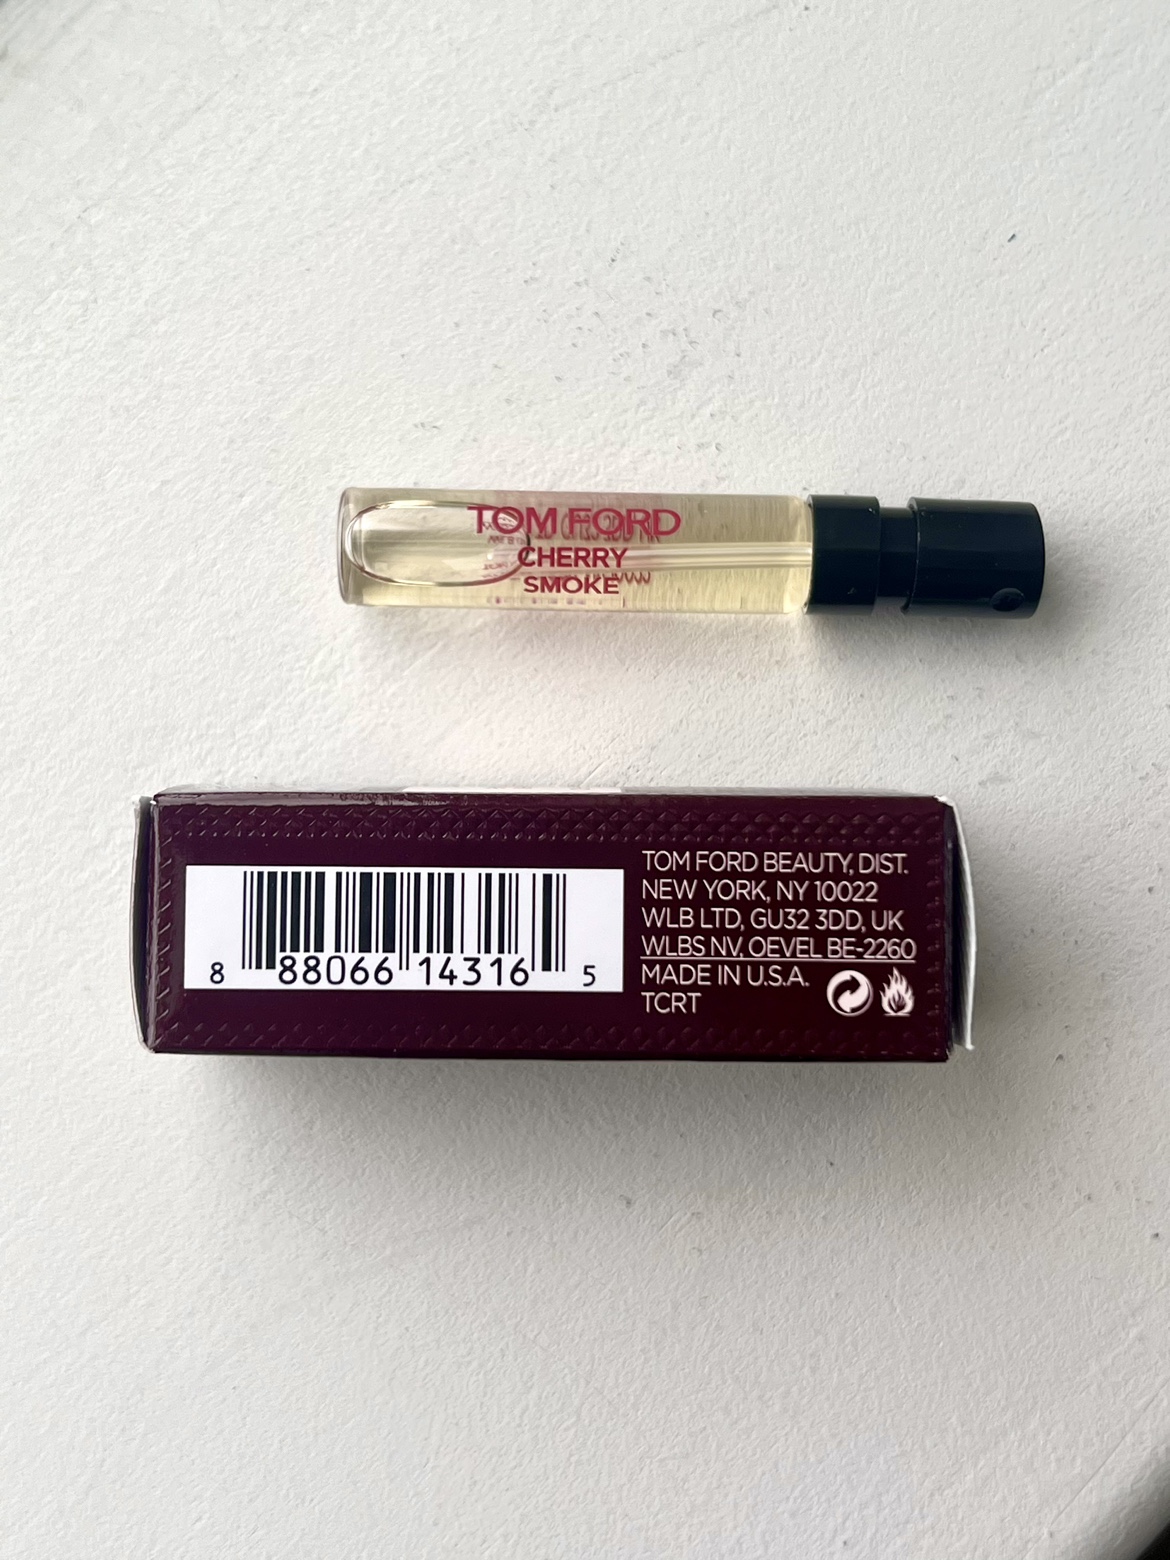 TOM FORD
CHERRY
SMOKE
TOM FORD BEAUTY, DIST.
NEW YORK, NY 10022
WLB LTD, GU32 3DD, UK
WLBS NV, OEVEL BE-2260
MADE IN U.S.A.
TCRT
8 88066 14316 5